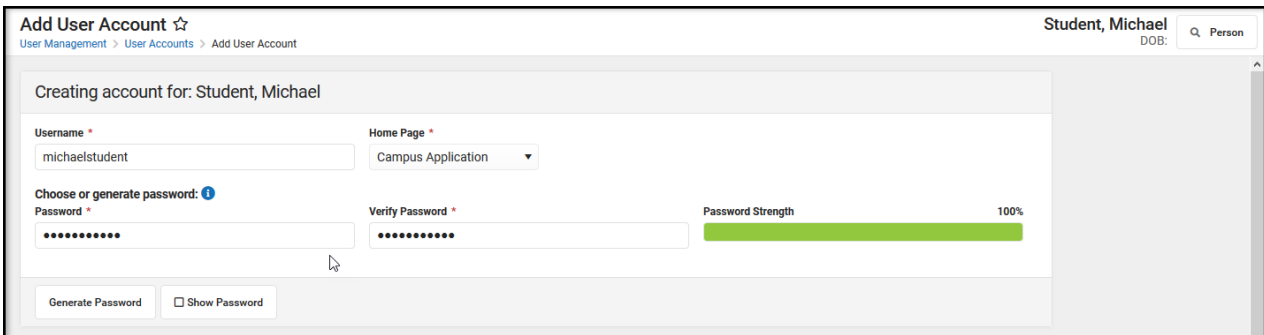 Add User Account
Student, Michael
DOB:
Person
User Management > User Accounts > Add User Account
Creating account for: Student, Michael
Username *
Home Page *
michaelstudent
Campus Application
Choose or generate password:
Password *
Verify Password *
Password Strength
100%
•••••••••••
•••••••••••
Generate Password
Show Password